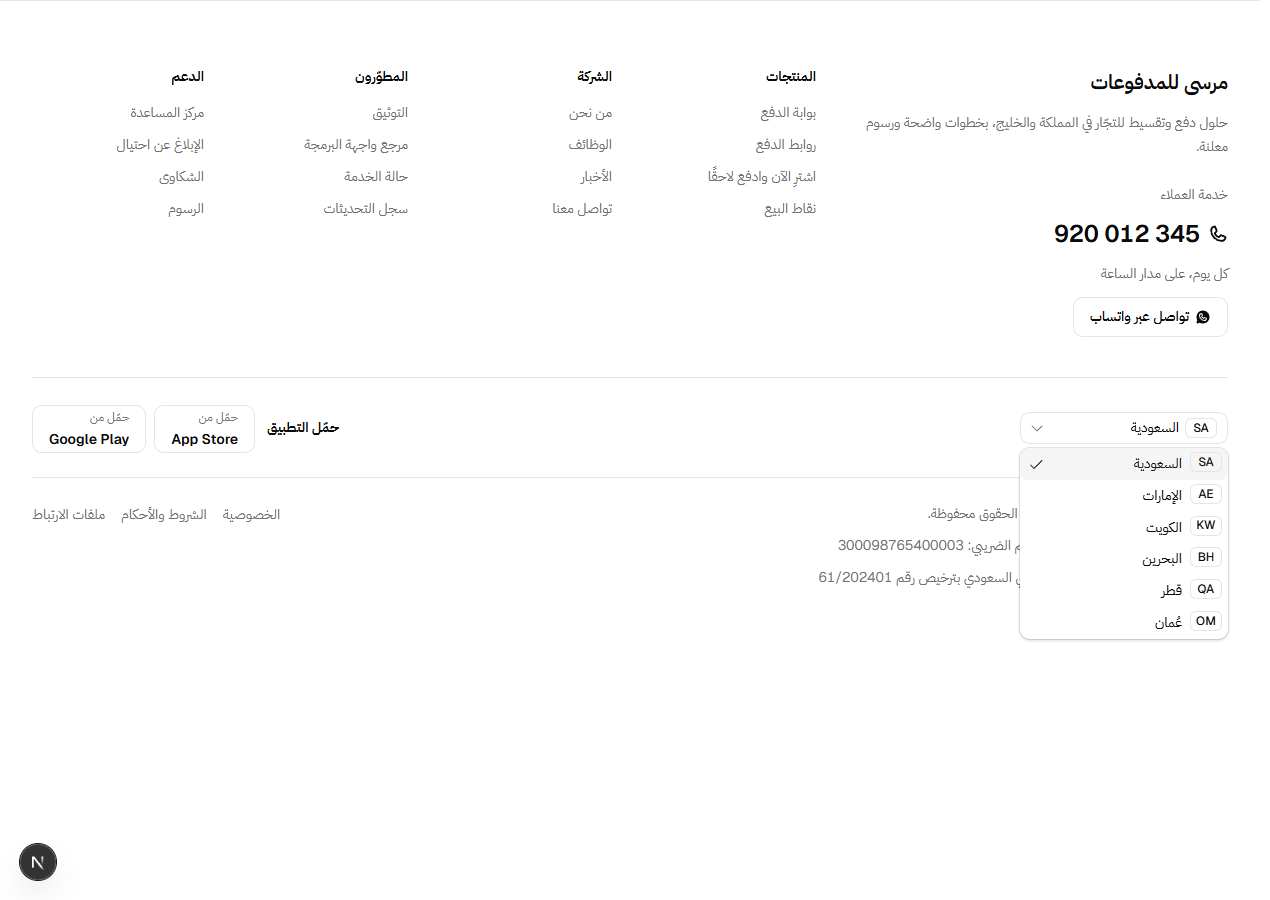 مرسى للمدفوعات
حلول دفع وتقسيط للتجّار في المملكة والخليج، بخطوات واضحة ورسوم
معلنة.
خدمة العملاء
920 012 345
كل يوم، على مدار الساعة
تواصل عبر واتساب
المنتجات
بوابة الدفع
روابط الدفع
اشترِ الآن وادفع لاحقًا
نقاط البيع
الشركة
من نحن
الوظائف
الأخبار
تواصل معنا
المطوّرون
التوثيق
مرجع واجهة البرمجة
حالة الخدمة
سجل التحديثات
الدعم
مركز المساعدة
الإبلاغ عن احتيال
الشكاوى
الرسوم
SA السعودية
SA السعودية
AE الإمارات
KW الكويت
BH البحرين
QA قطر
OM عُمان
حمّل التطبيق
حمّل من
App Store
حمّل من
Google Play
الحقوق محفوظة.
الضريبي: 300098765400003
السعودي بترخيص رقم 61/202401
الخصوصية
الشروط والأحكام
ملفات الارتباط
N